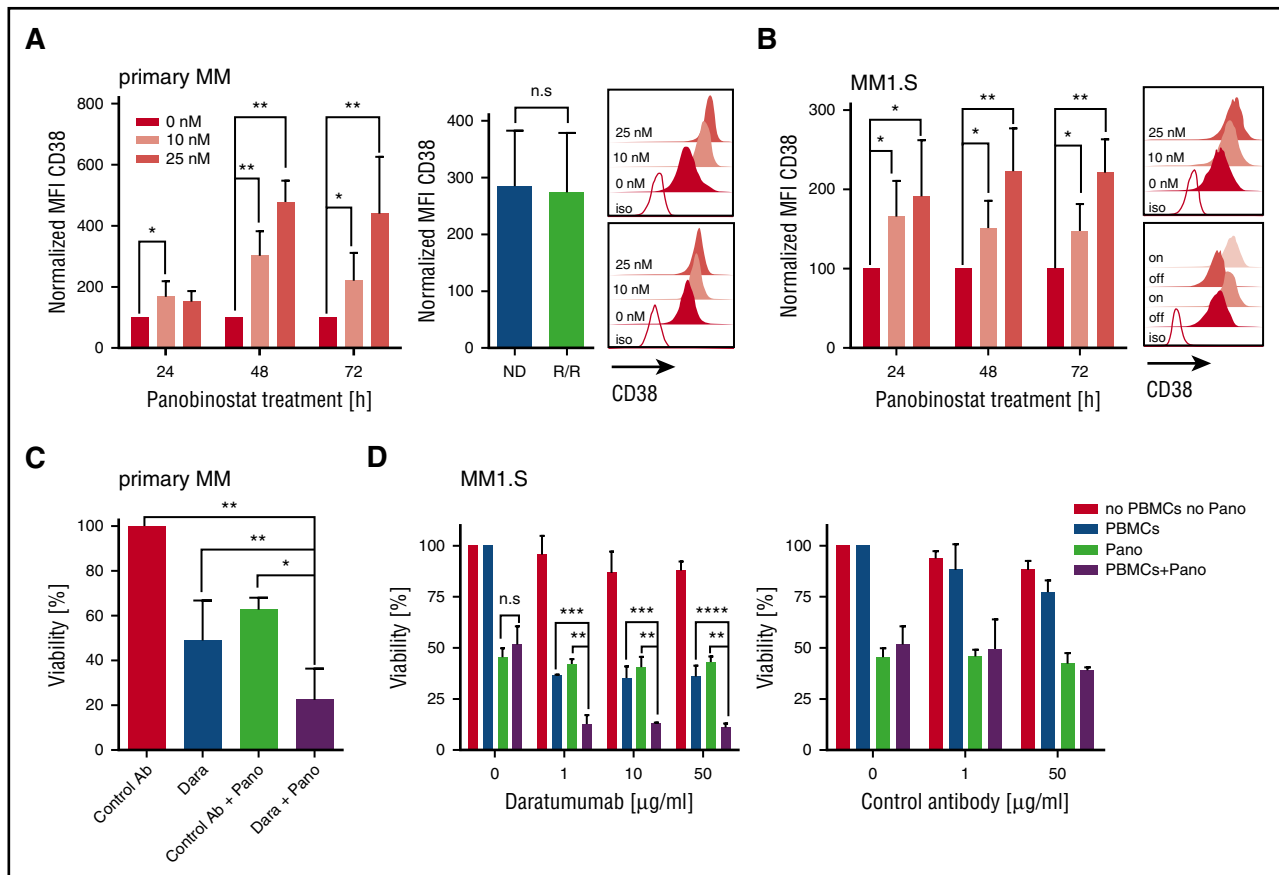 A
primary MM
Normalized MFI CD38
800
600
400
200
0
0 nM
10 nM
25 nM
*
**
**
**
*
24
48
72
Panobinostat treatment [h]
Normalized MFI CD38
400
300
200
100
0
n.s
ND
R/R
25 nM
10 nM
0 nM
iso
25 nM
10 nM
0 nM
iso
CD38
B
MM1.S
Normalized MFI CD38
300
200
100
0
*
*
**
*
**
*
24
48
72
Panobinostat treatment [h]
25 nM
10 nM
0 nM
iso
on
off
on
off
iso
CD38
C
primary MM
Viability [%]
100
80
60
40
20
0
**
**
*
Control Ab
Dara
Control Ab + Pano
Dara + Pano
D
MM1.S
Viability [%]
100
75
50
25
0
n.s
***
**
***
**
****
**
0
1
10
50
Daratumumab [μg/ml]
Viability [%]
100
75
50
25
0
0
1
50
Control antibody [μg/ml]
no PBMCs no Pano
PBMCs
Pano
PBMCs+Pano